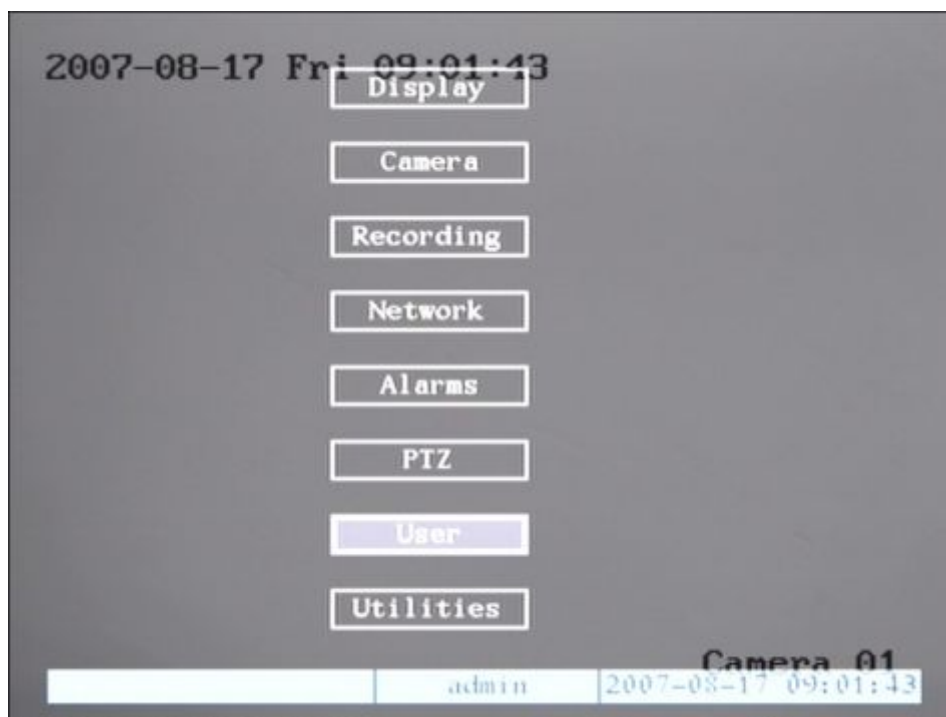 2007-08-17 Fri 09:01:43
Display
Camera
Recording
Network
Alarms
PTZ
User
Utilities
Camera 01
admin 2007-08-17 09:01:43